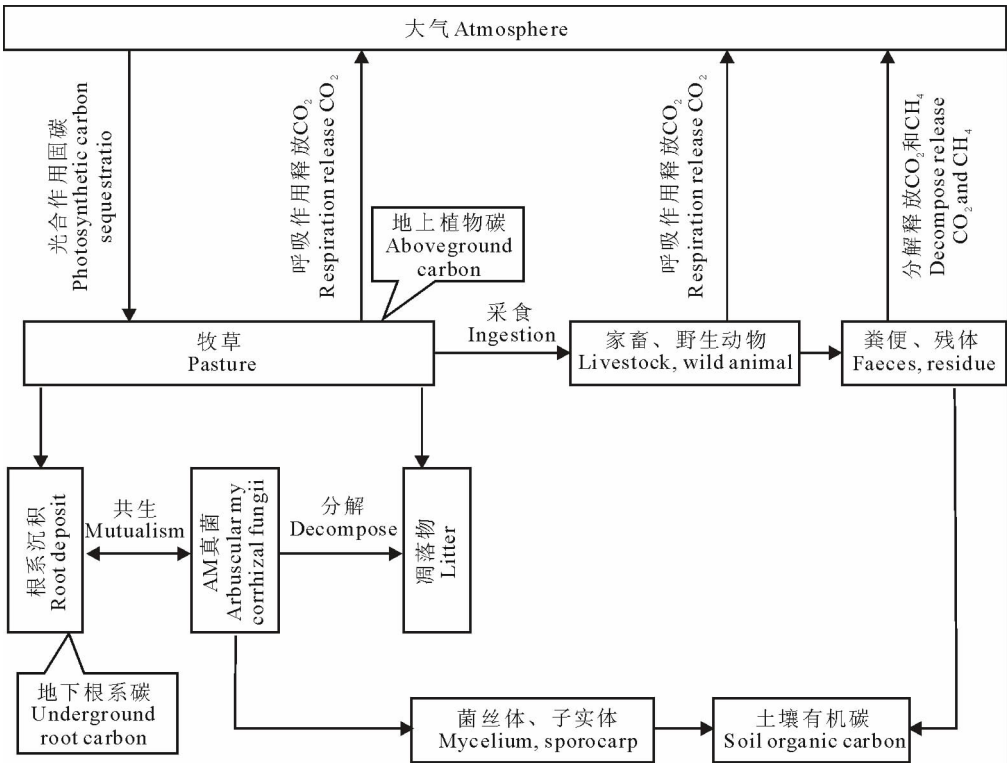 大气 Atmosphere
光合作用固碳
Photosynthetic carbon
sequestratio
呼吸作用释放CO₂
Respiration release CO₂
呼吸作用释放CO₂
Respiration release CO₂
分解释放CO₂和CH₄
Decompose release
CO₂ and CH₄
地上植物碳
Aboveground
carbon
牧草
Pasture
采食
Ingestion
家畜、野生动物
Livestock, wild animal
粪便、残体
Faeces, residue
根系沉积
Root deposit
共生
Mutualism
AM真菌
Arbuscular my
corrhizal fungii
分解
Decompose
凋落物
Litter
地下根系碳
Underground
root carbon
菌丝体、子实体
Mycelium, sporocarp
土壤有机碳
Soil organic carbon